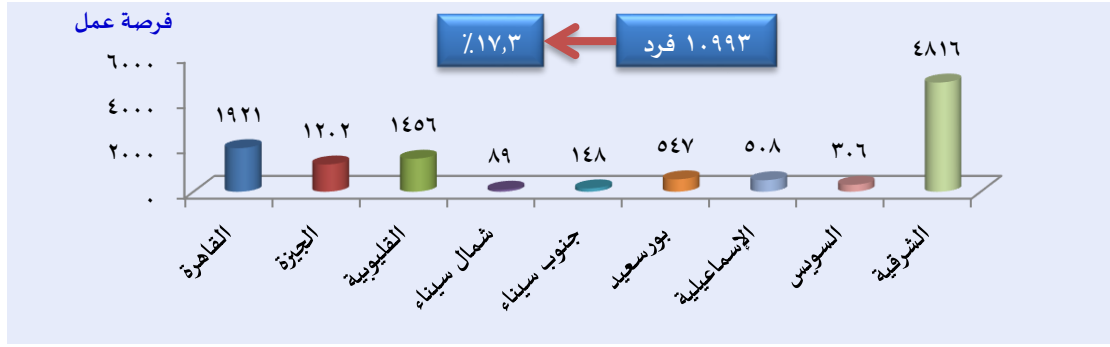 فرصة عمل
١٠٩٩٣ فرد
١٧,٣٪
٦٠٠٠
٤٠٠٠
٢٠٠٠
٠
١٩٢١
١٢٠٢
١٤٥٦
٨٩
١٤٨
٥٤٧
٥٠٨
٣٠٦
٤٨١٦
القاهرة
الجيزة
القليوبية
شمال سيناء
جنوب سيناء
بورسعيد
الإسماعيلية
السويس
الشرقية